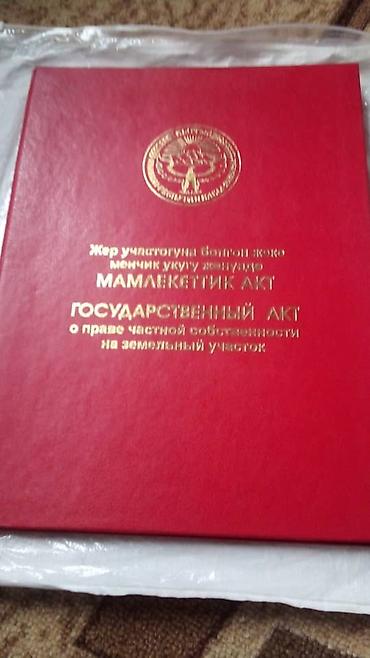 Жер участогуна болгон жеке
менчик укугу жөнүндө
МАМЛЕКЕТТИК АКТ
ГОСУДАРСТВЕННЫЙ АКТ
о праве частной собственности
на земельный участок